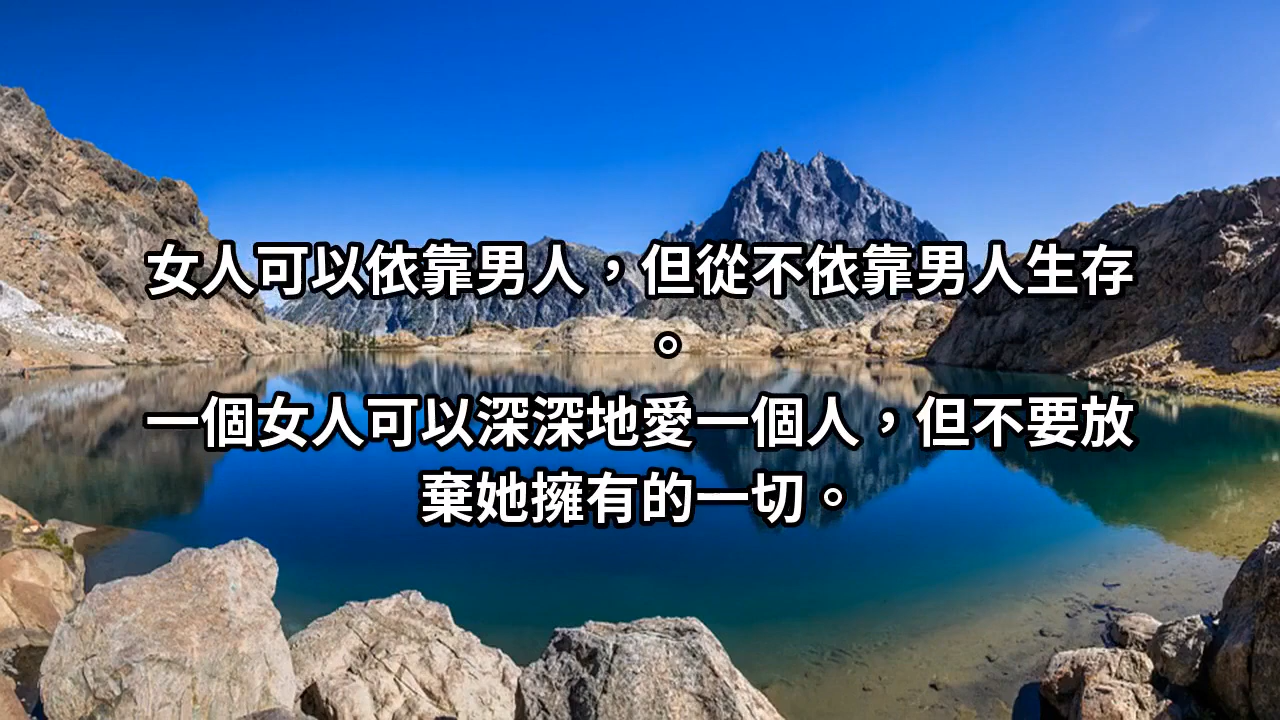 女人可以依靠男人，但從不依靠男人生存
。
一個女人可以深深地愛一個人，但不要放
棄她擁有的一切。